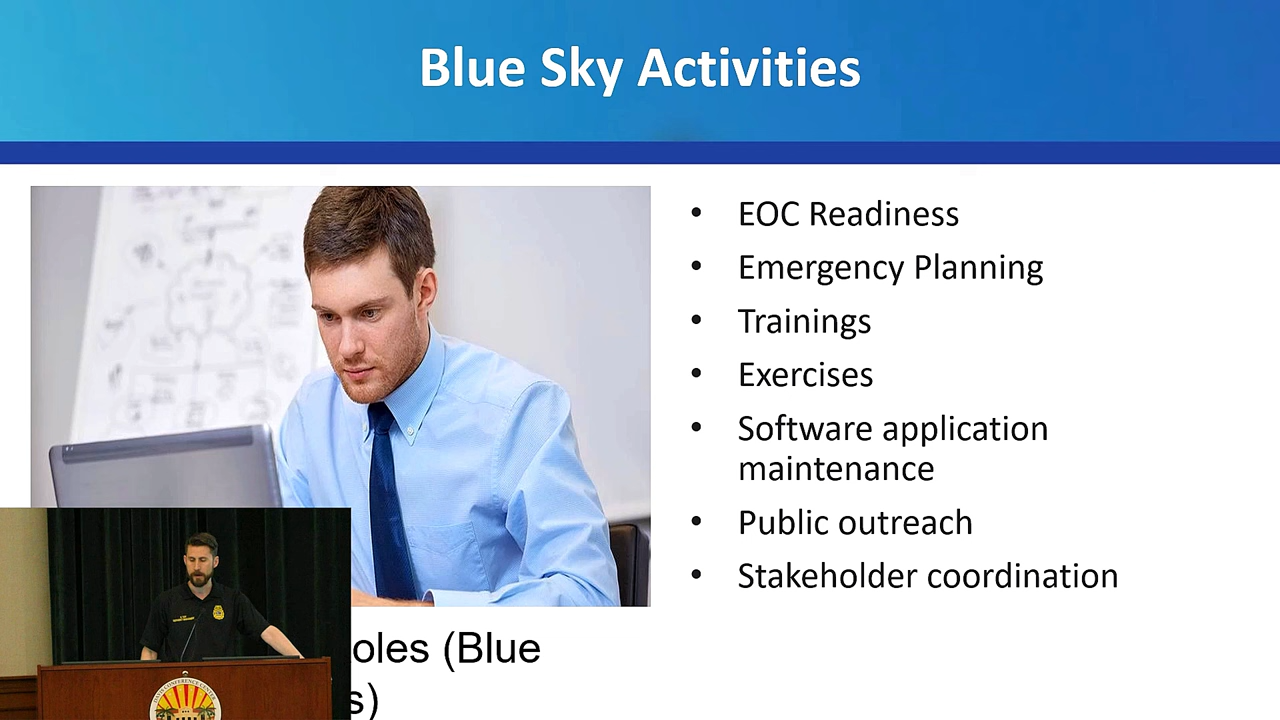 Blue Sky Activities
• EOC Readiness
• Emergency Planning
• Trainings
• Exercises
• Software application
maintenance
• Public outreach
• Stakeholder coordination
oles (Blue
s)